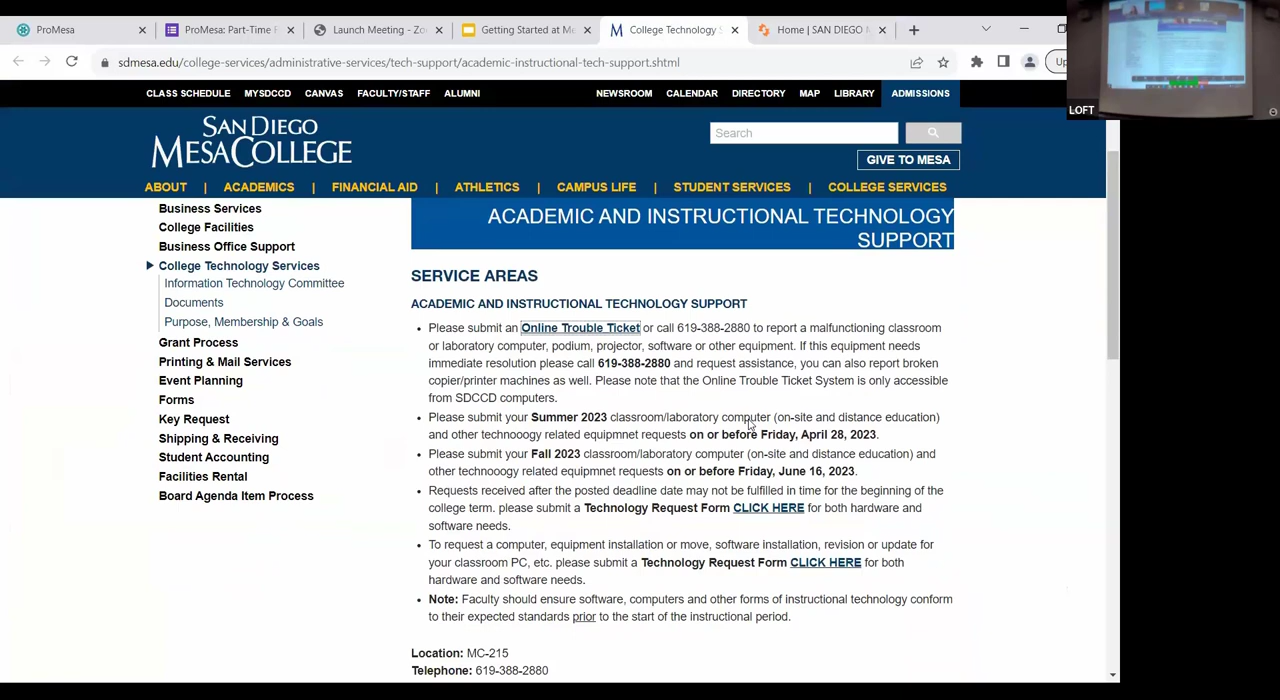 ProMesa
ProMesa: Part-Time F
Launch Meeting - Zo
Getting Started at Me
College Technology S
Home | SAN DIEGO M
sdmesa.edu/college-services/administrative-services/tech-support/academic-instructional-tech-support.shtml
Up
LOFT
CLASS SCHEDULE MYSDCCD CANVAS FACULTY/STAFF ALUMNI NEWSROOM CALENDAR DIRECTORY MAP LIBRARY ADMISSIONS
SAN DIEGO
MESA COLLEGE
Search
GIVE TO MESA
ABOUT | ACADEMICS | FINANCIAL AID | ATHLETICS | CAMPUS LIFE | STUDENT SERVICES | COLLEGE SERVICES
Business Services
College Facilities
Business Office Support
College Technology Services
Information Technology Committee
Documents
Purpose, Membership & Goals
Grant Process
Printing & Mail Services
Event Planning
Forms
Key Request
Shipping & Receiving
Student Accounting
Facilities Rental
Board Agenda Item Process
ACADEMIC AND INSTRUCTIONAL TECHNOLOGY
SUPPORT
SERVICE AREAS
ACADEMIC AND INSTRUCTIONAL TECHNOLOGY SUPPORT
• Please submit an Online Trouble Ticket or call 619-388-2880 to report a malfunctioning classroom
or laboratory computer, podium, projector, software or other equipment. If this equipment needs
immediate resolution please call 619-388-2880 and request assistance, you can also report broken
copier/printer machines as well. Please note that the Online Trouble Ticket System is only accessible
from SDCCD computers.
• Please submit your Summer 2023 classroom/laboratory computer (on-site and distance education)
and other technooogy related equipmnet requests on or before Friday, April 28, 2023.
• Please submit your Fall 2023 classroom/laboratory computer (on-site and distance education) and
other technooogy related equipmnet requests on or before Friday, June 16, 2023.
• Requests received after the posted deadline date may not be fulfilled in time for the beginning of the
college term. please submit a Technology Request Form CLICK HERE for both hardware and
software needs.
• To request a computer, equipment installation or move, software installation, revision or update for
your classroom PC, etc. please submit a Technology Request Form CLICK HERE for both
hardware and software needs.
• Note: Faculty should ensure software, computers and other forms of instructional technology conform
to their expected standards prior to the start of the instructional period.
Location: MC-215
Telephone: 619-388-2880